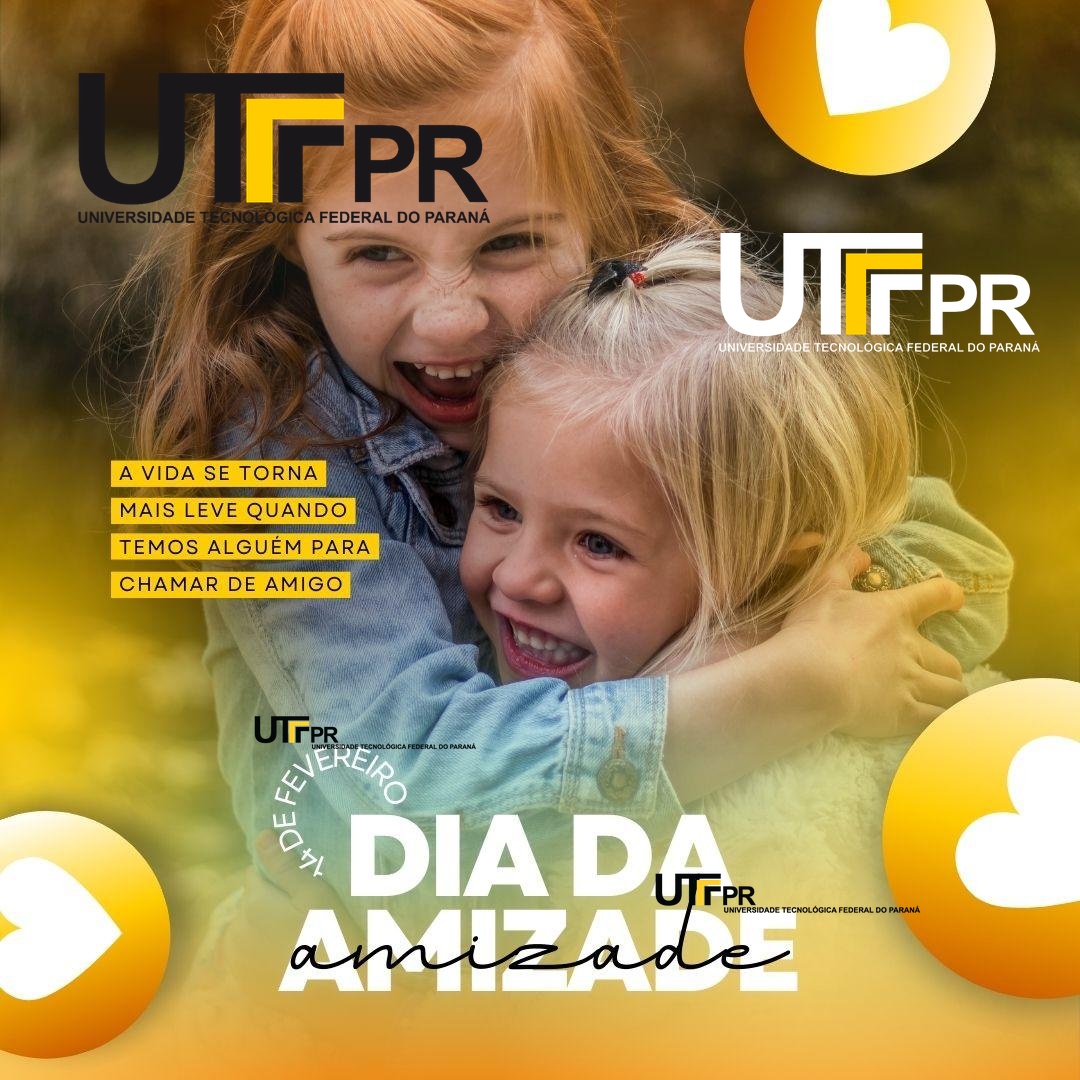 UTFPR
UNIVERSIDADE TECNOLÓGICA FEDERAL DO PARANÁ
UTFPR
UNIVERSIDADE TECNOLÓGICA FEDERAL DO PARANÁ
A VIDA SE TORNA
MAIS LEVE QUANDO
TEMOS ALGUÉM PARA
CHAMAR DE AMIGO
UTFPR
UNIVERSIDADE TECNOLÓGICA FEDERAL DO PARANÁ
14 DE FEVEREIRO
DIA DA
UTFPR
UNIVERSIDADE TECNOLÓGICA FEDERAL DO PARANÁ
AMIZADE
amizade